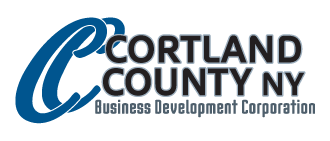 CORTLAND
COUNTY NY
Business Development Corporation